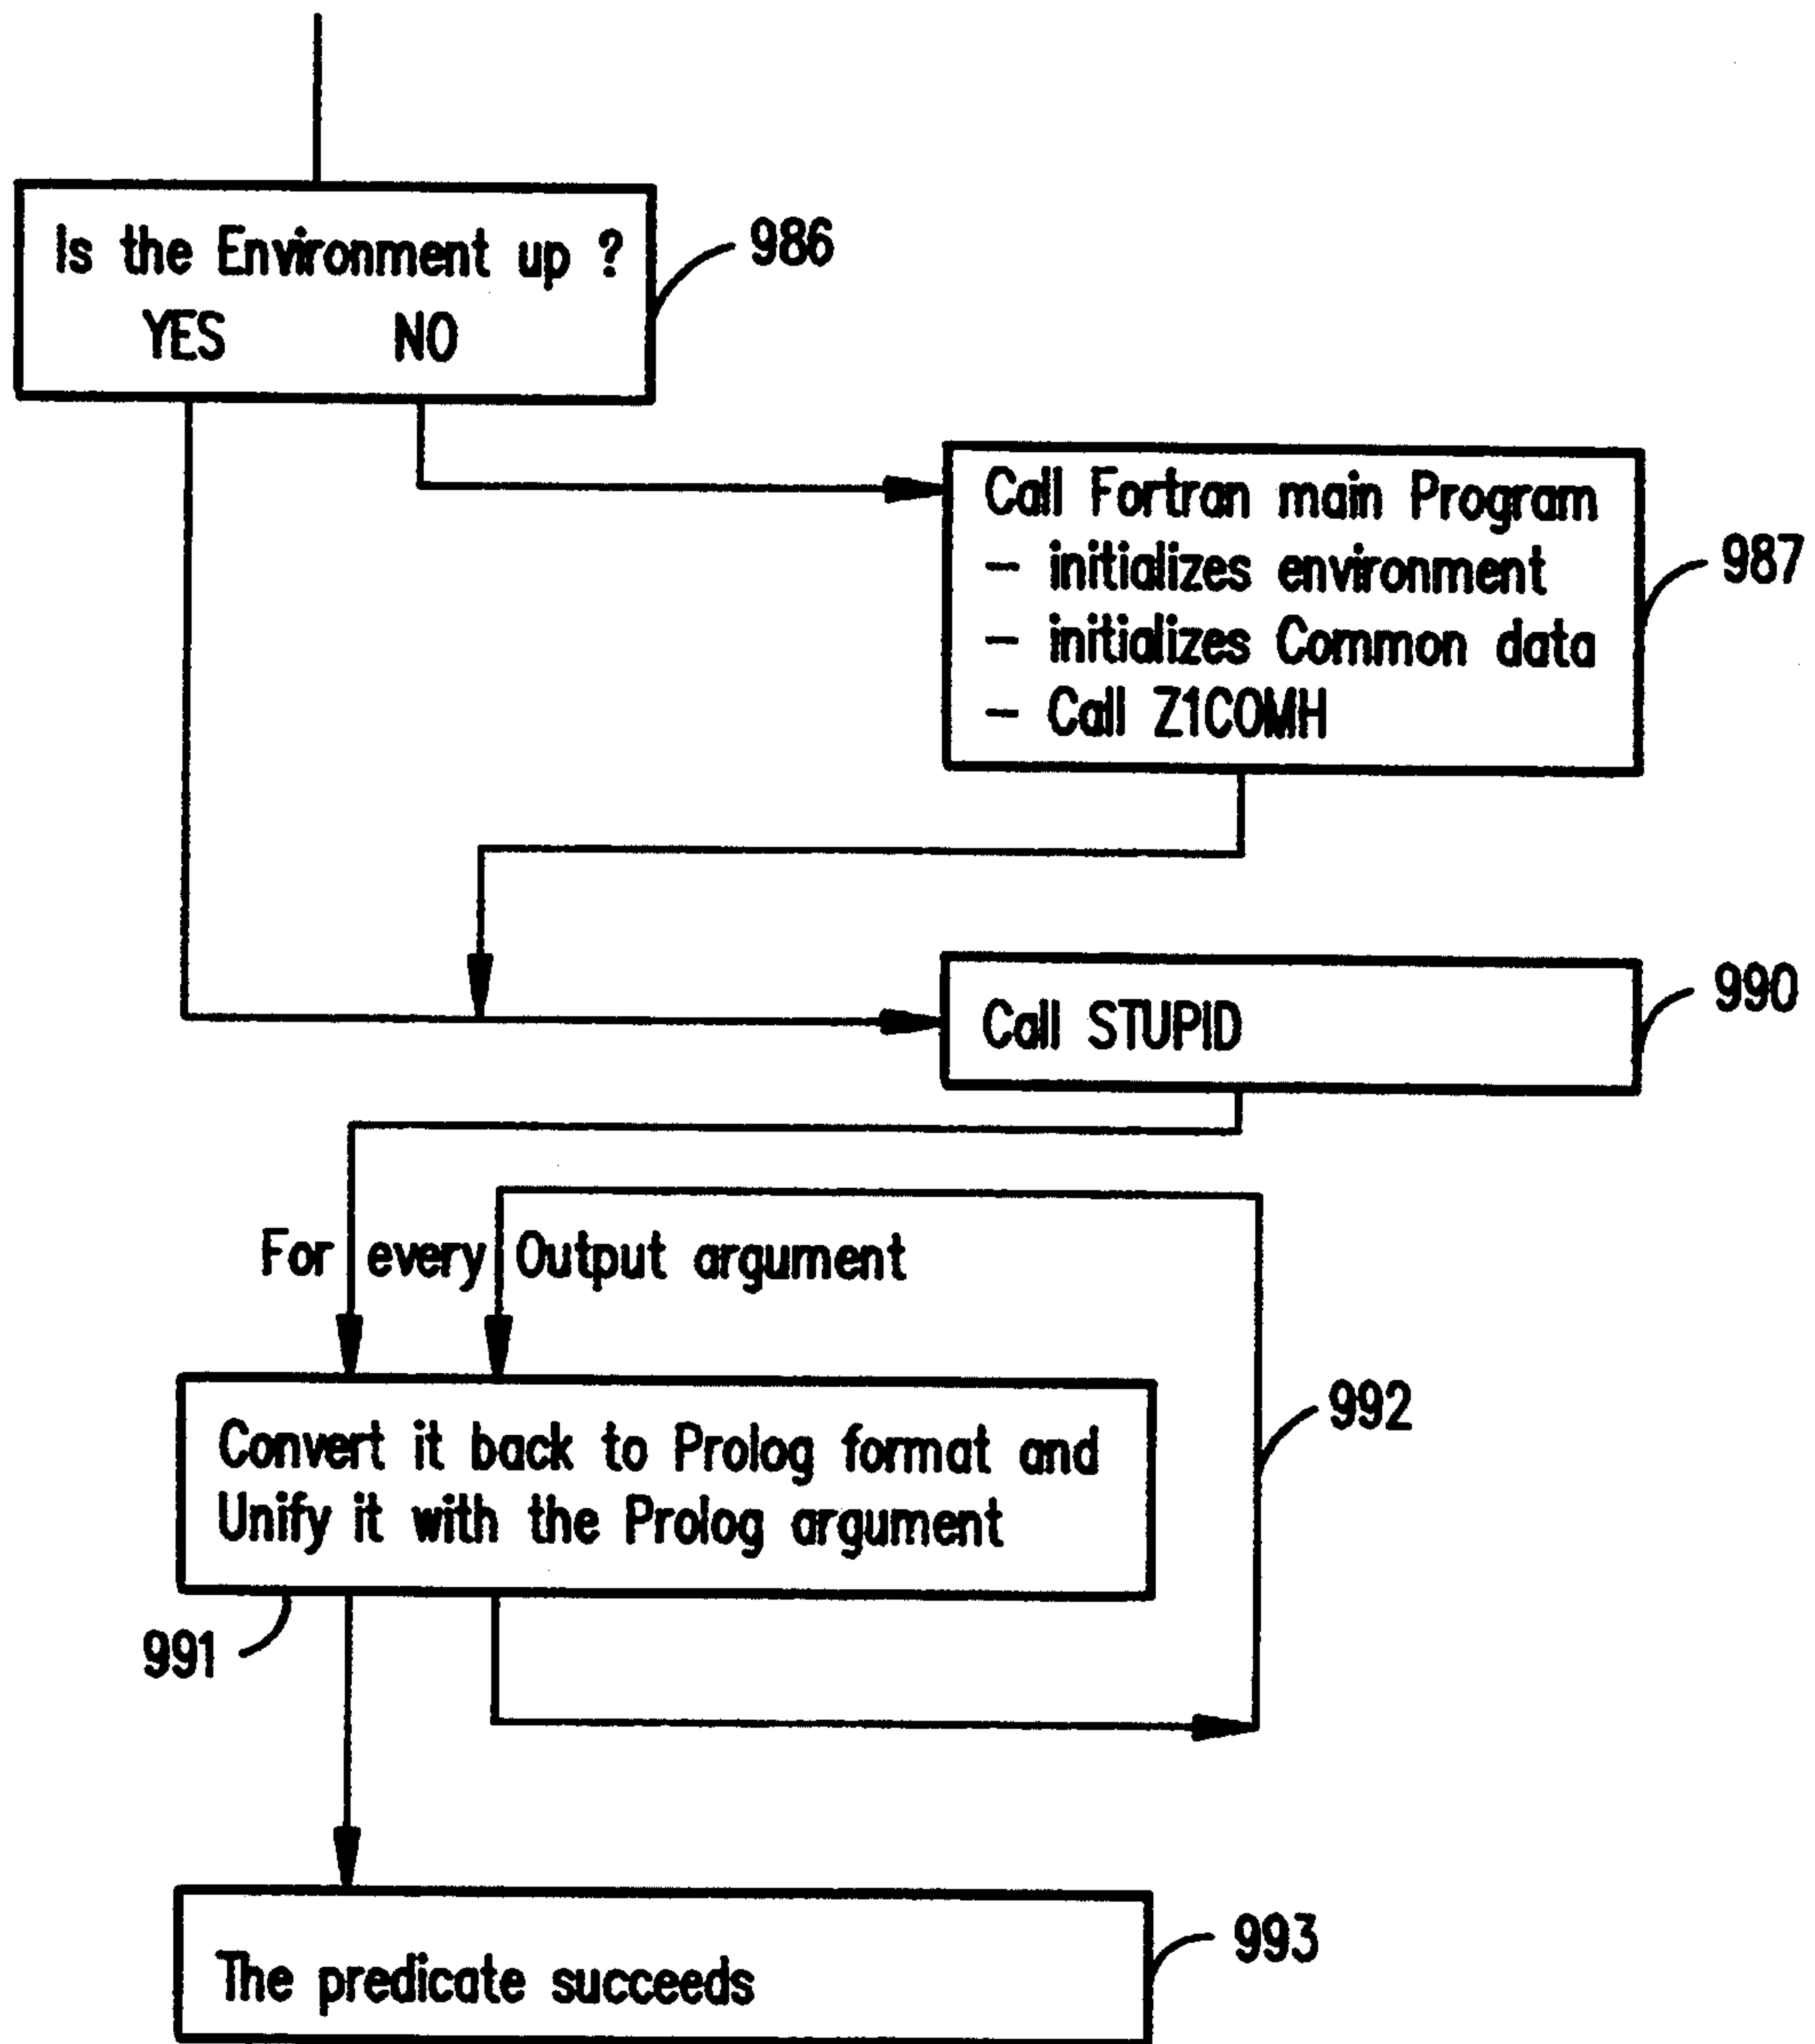 Is the Environment up ?
YES NO
986
Call Fortran main Program
- initializes environment
- initializes Common data
- Call Z1COMH
987
Call STUPID
990
For every Output argument
992
Convert it back to Prolog format and
Unify it with the Prolog argument
991
The predicate succeeds
993